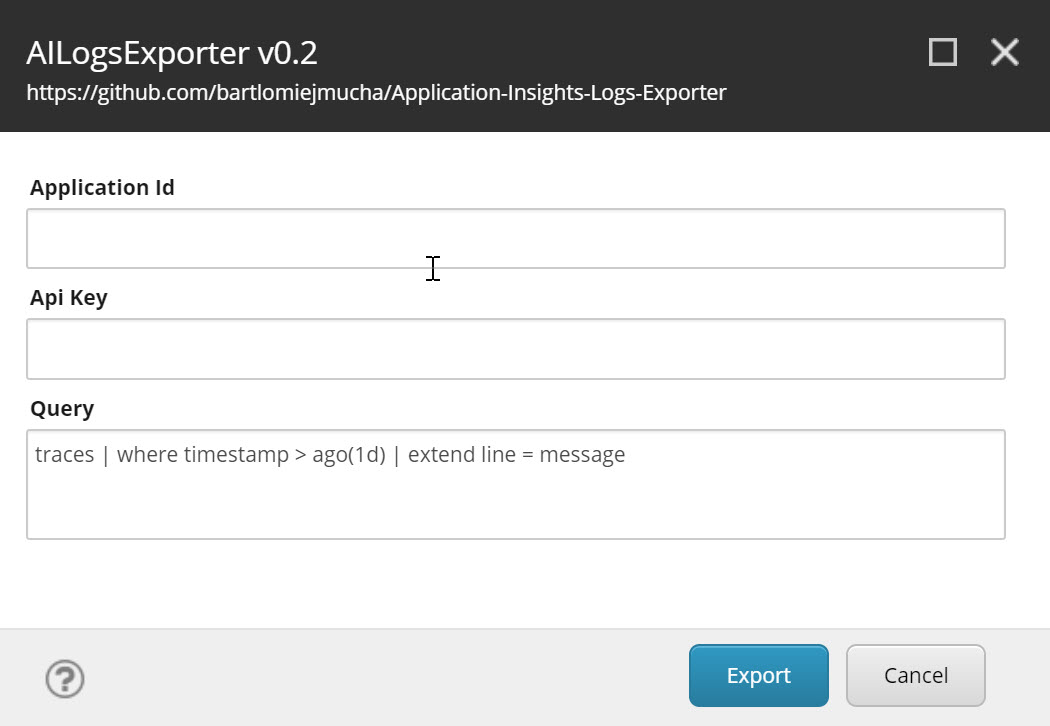 AILogsExporter v0.2
https://github.com/bartlomiejmucha/Application-Insights-Logs-Exporter
Application Id
Api Key
Query
traces | where timestamp > ago(1d) | extend line = message
?
Export
Cancel